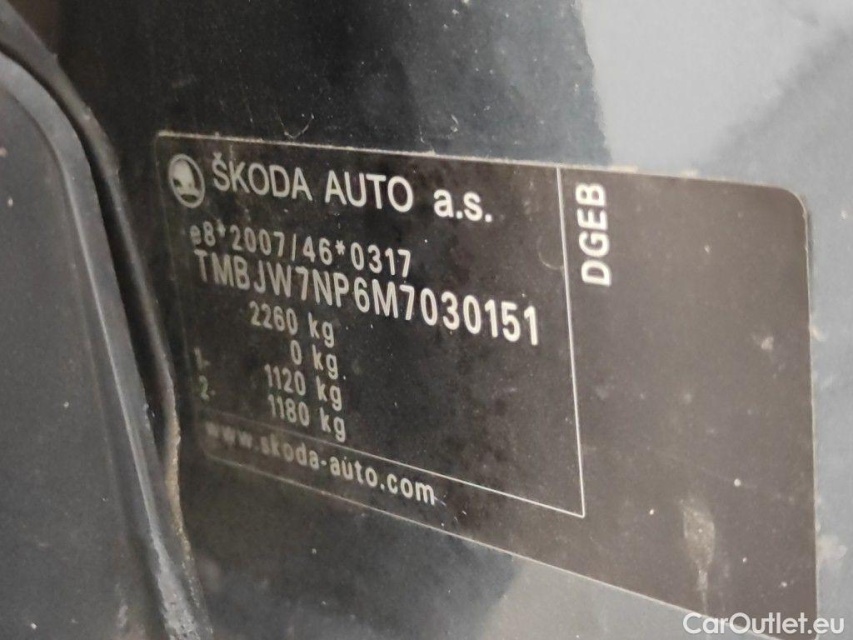 ŠKODA AUTO a.s.
e8*2007/46*0317
TMBJW7NP6M7030151
2260 kg
0 kg
1- 1120 kg
2- 1180 kg
www.skoda-auto.com
DGEB
CarOutlet.eu